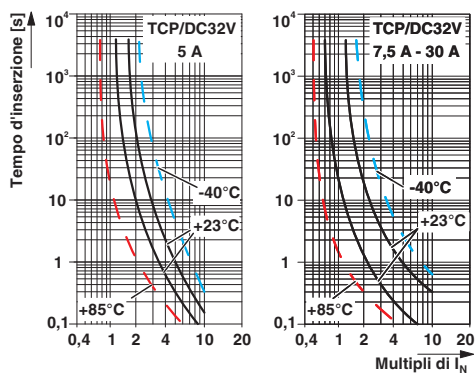 Tempo d'inserzione [s]
TCP/DC32V
5 A
10⁴
10³
10²
10
1
0,1
-40°C
+23°C
+85°C
0,4 1 2 4 10 20
TCP/DC32V
7,5 A - 30 A
10⁴
10³
10²
10
1
0,1
-40°C
+23°C
+85°C
0,4 1 2 4 10 20
Multipli di I_N